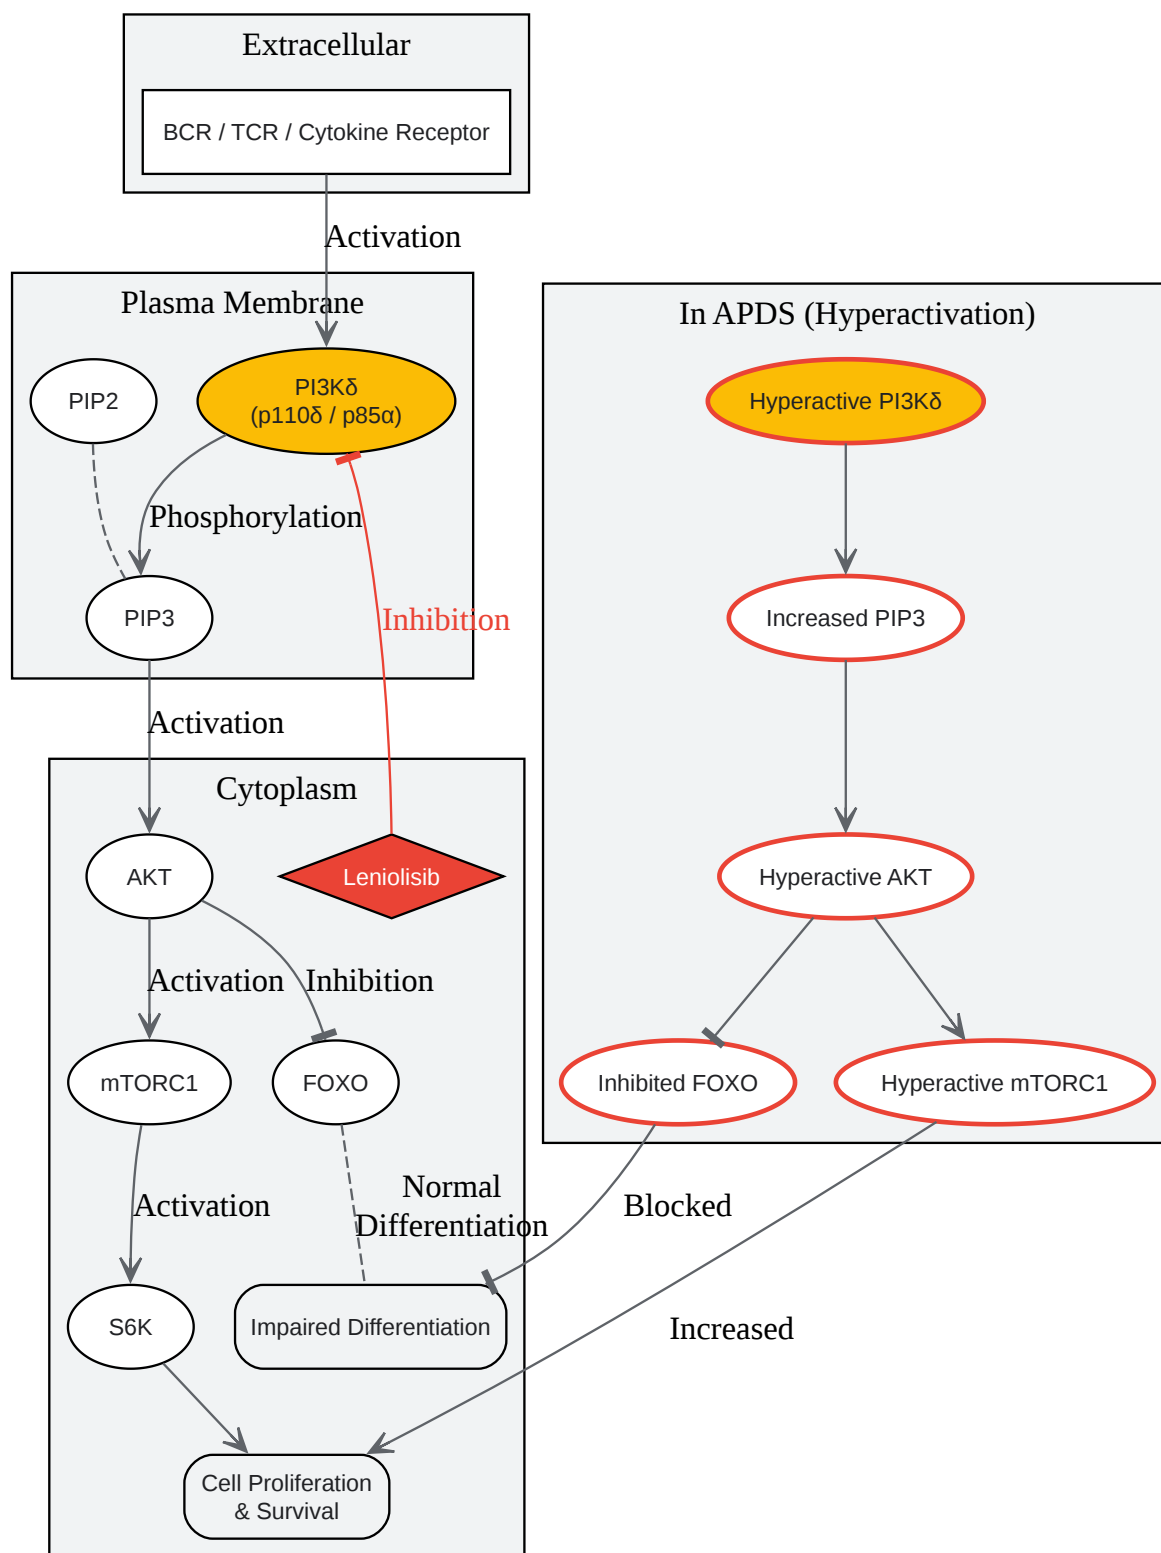 Extracellular
BCR / TCR / Cytokine Receptor
Activation
Plasma Membrane
PIP2
PI3Kδ
(p110δ / p85α)
Phosphorylation
PIP3
Inhibition
Activation
Cytoplasm
AKT
Leniolisib
Activation
Inhibition
mTORC1
FOXO
Activation
Normal
Differentiation
S6K
Impaired Differentiation
Cell Proliferation
& Survival
In APDS (Hyperactivation)
Hyperactive PI3Kδ
Increased PIP3
Hyperactive AKT
Inhibited FOXO
Hyperactive mTORC1
Blocked
Increased